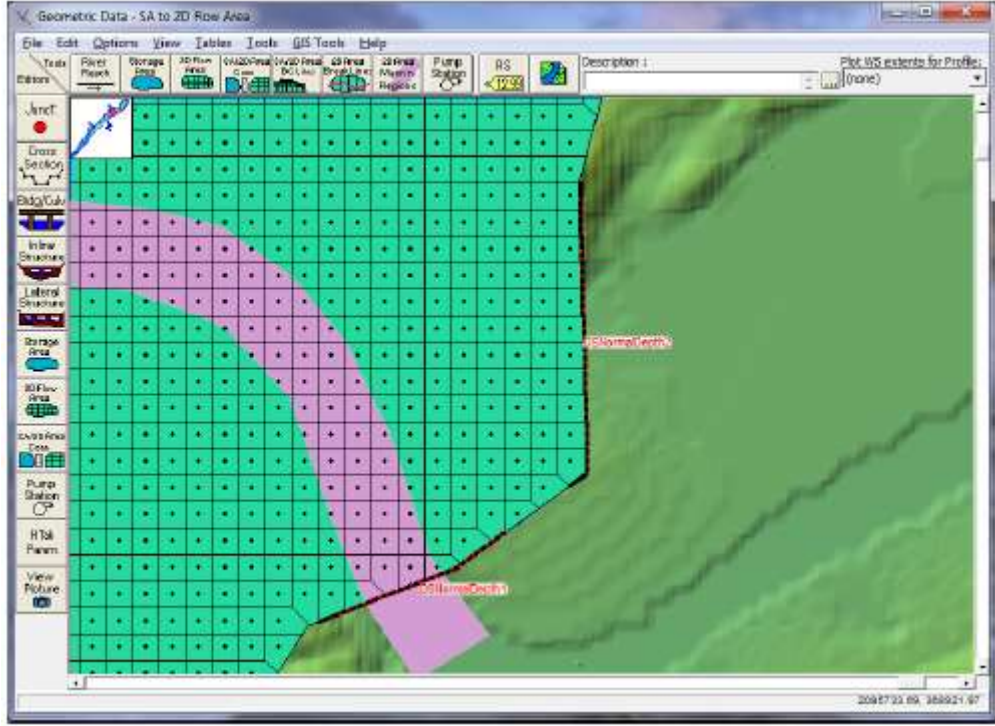 Geometric Data - SA to 2D Flow Area
File Edit Options View Tables Tools GIS Tools Help
Tools
Editors
River
Reach
Storage
Area
2D Flow
Area
SA/2D Area
Conn
SA/2D Area
BC Lines
2D Area
Break Lines
2D Area
Mann n
Regions
Pump
Station
RS
Description :
Plot WS extents for Profile:
(none)
Junct.
Cross
Section
Brdg/Culv
Inline
Structure
Lateral
Structure
Storage
Area
2D Flow
Area
SA/2D Area
Conn
Pump
Station
HTab
Param.
View
Picture
DSNormalDepth2
DSNormalDepth1